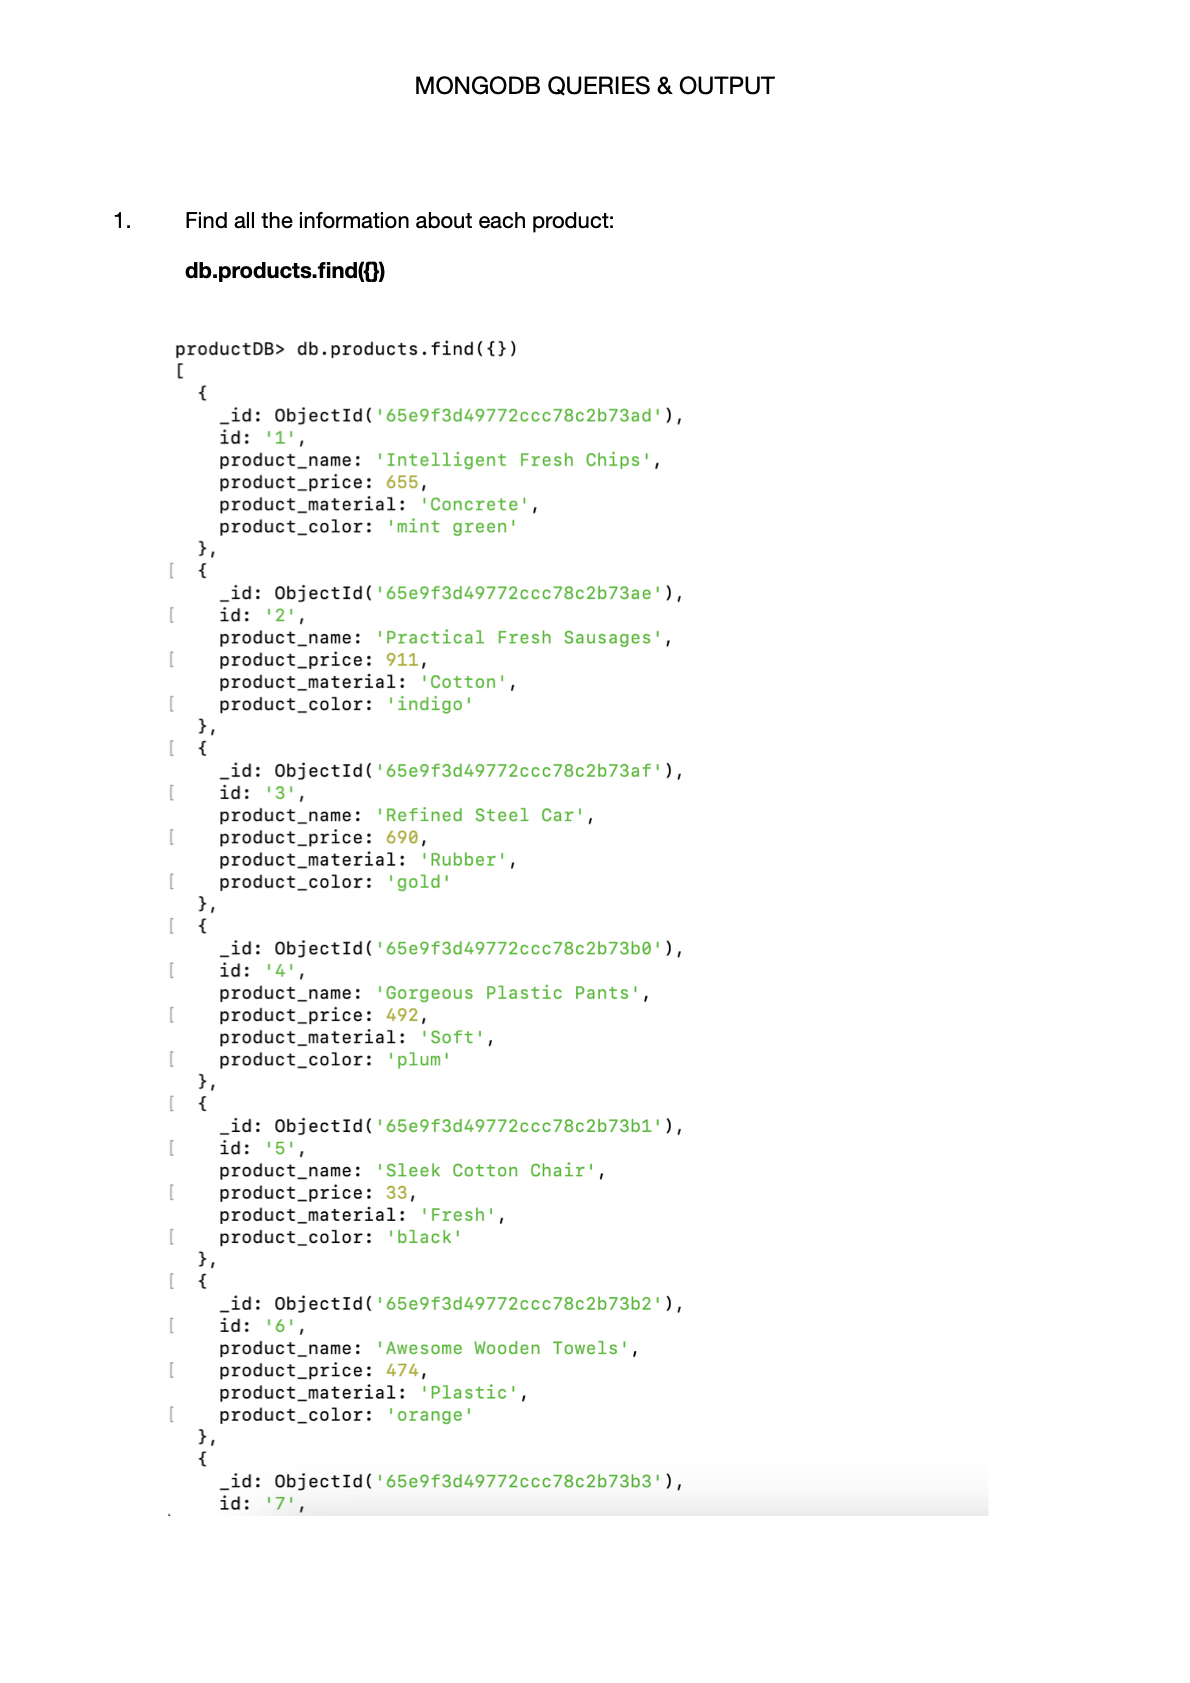 MONGODB QUERIES & OUTPUT
1. Find all the information about each product:
db.products.find({})
productDB> db.products.find({})
[
{
_id: ObjectId('65e9f3d49772ccc78c2b73ad'),
id: '1',
product_name: 'Intelligent Fresh Chips',
product_price: 655,
product_material: 'Concrete',
product_color: 'mint green'
},
[ {
_id: ObjectId('65e9f3d49772ccc78c2b73ae'),
[ id: '2',
product_name: 'Practical Fresh Sausages',
[ product_price: 911,
product_material: 'Cotton',
[ product_color: 'indigo'
},
[ {
_id: ObjectId('65e9f3d49772ccc78c2b73af'),
[ id: '3',
product_name: 'Refined Steel Car',
[ product_price: 690,
product_material: 'Rubber',
[ product_color: 'gold'
},
[ {
_id: ObjectId('65e9f3d49772ccc78c2b73b0'),
[ id: '4',
product_name: 'Gorgeous Plastic Pants',
[ product_price: 492,
product_material: 'Soft',
[ product_color: 'plum'
},
[ {
_id: ObjectId('65e9f3d49772ccc78c2b73b1'),
[ id: '5',
product_name: 'Sleek Cotton Chair',
[ product_price: 33,
product_material: 'Fresh',
[ product_color: 'black'
},
[ {
_id: ObjectId('65e9f3d49772ccc78c2b73b2'),
[ id: '6',
product_name: 'Awesome Wooden Towels',
[ product_price: 474,
product_material: 'Plastic',
[ product_color: 'orange'
},
{
_id: ObjectId('65e9f3d49772ccc78c2b73b3'),
id: '7',